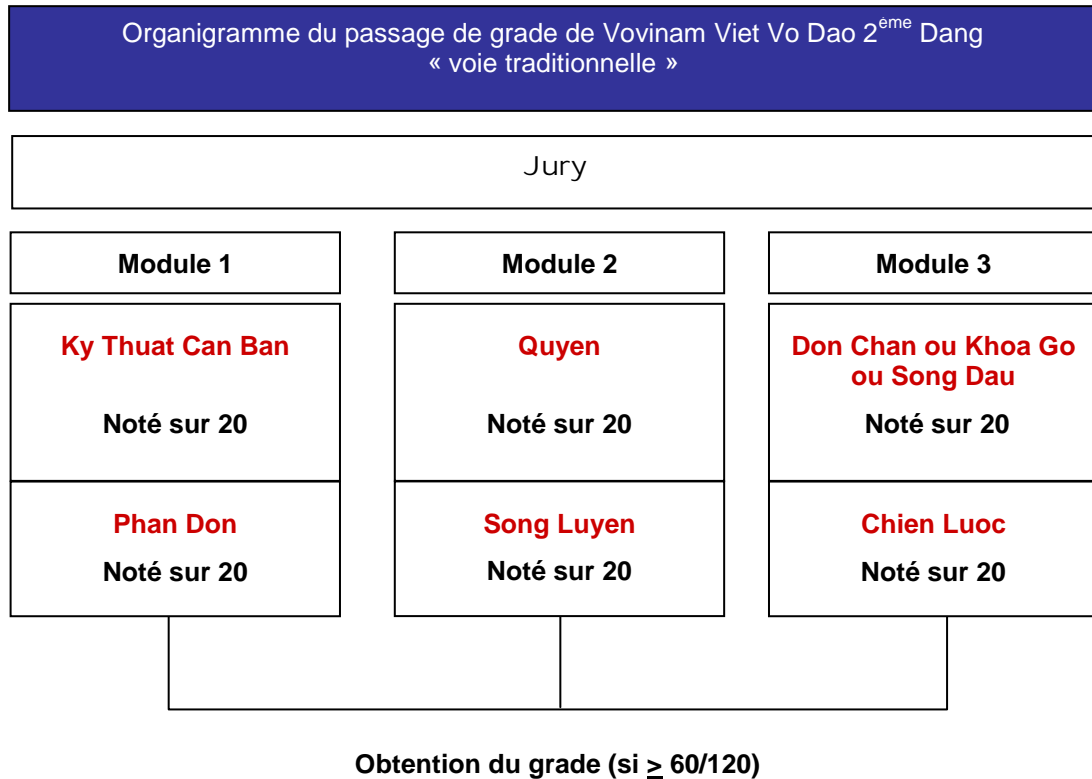 Organigramme du passage de grade de Vovinam Viet Vo Dao 2ème Dang
« voie traditionnelle »
Jury
Module 1
Ky Thuat Can Ban
Noté sur 20
Phan Don
Noté sur 20
Module 2
Quyen
Noté sur 20
Song Luyen
Noté sur 20
Module 3
Don Chan ou Khoa Go
ou Song Dau
Noté sur 20
Chien Luoc
Noté sur 20
Obtention du grade (si ≥ 60/120)